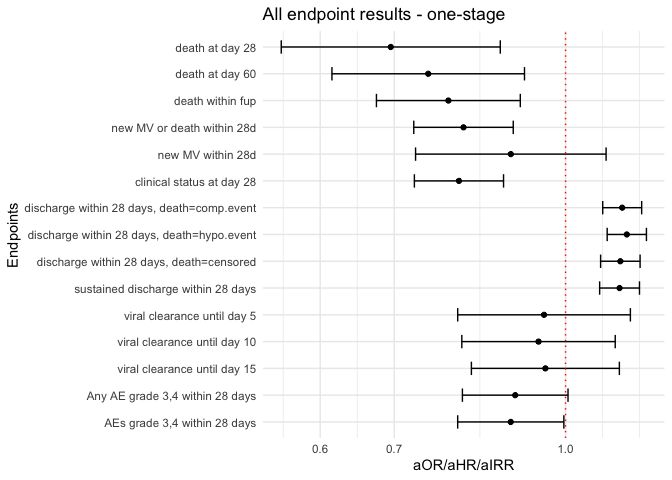 All endpoint results - one-stage
death at day 28
death at day 60
death within fup
new MV or death within 28d
new MV within 28d
clinical status at day 28
discharge within 28 days, death=comp.event
discharge within 28 days, death=hypo.event
discharge within 28 days, death=censored
sustained discharge within 28 days
viral clearance until day 5
viral clearance until day 10
viral clearance until day 15
Any AE grade 3,4 within 28 days
AEs grade 3,4 within 28 days
Endpoints
0.6 0.7 1.0
aOR/aHR/aIRR